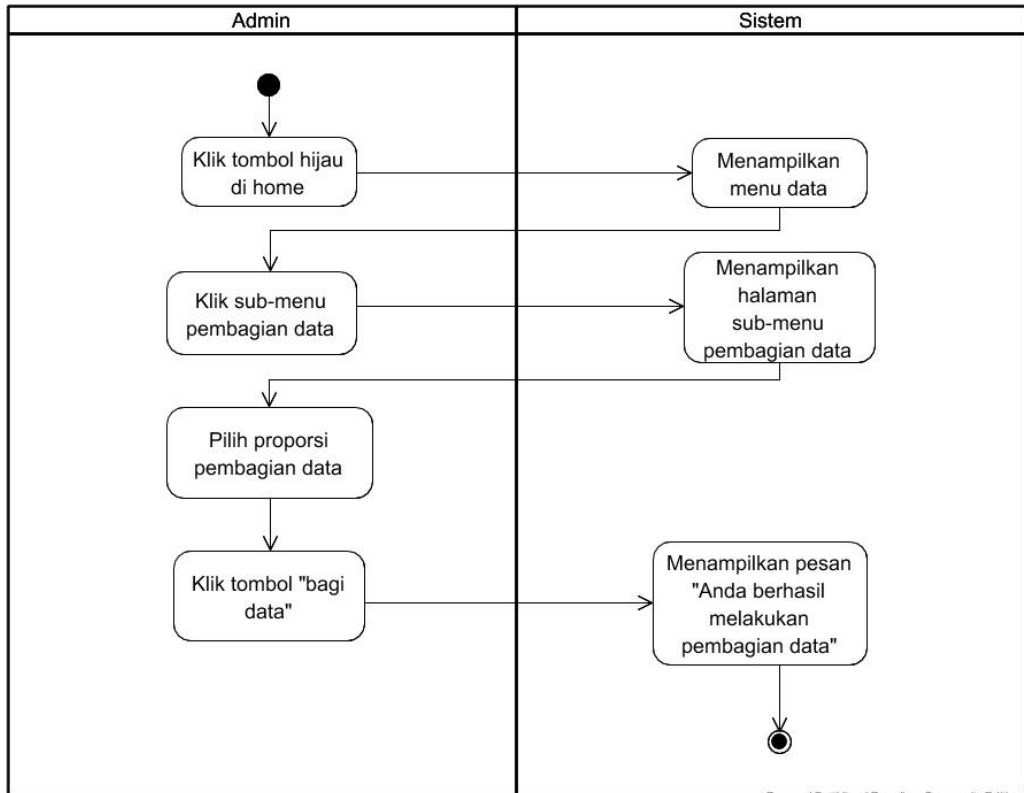 Admin
Sistem
Klik tombol hijau
di home
Menampilkan
menu data
Klik sub-menu
pembagian data
Menampilkan
halaman
sub-menu
pembagian data
Pilih proporsi
pembagian data
Klik tombol "bagi
data"
Menampilkan pesan
"Anda berhasil
melakukan
pembagian data"